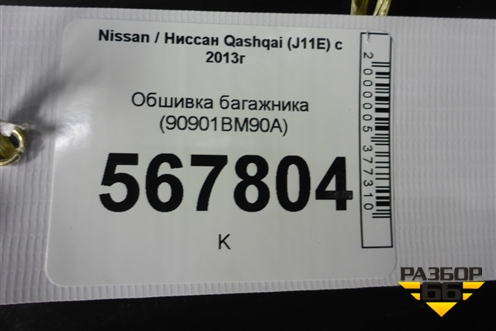 Nissan / Ниссан Qashqai (J11E) с
2013г
Обшивка багажника
(90901BM90A)
567804
K
2000005377310
РАЗБОР
66